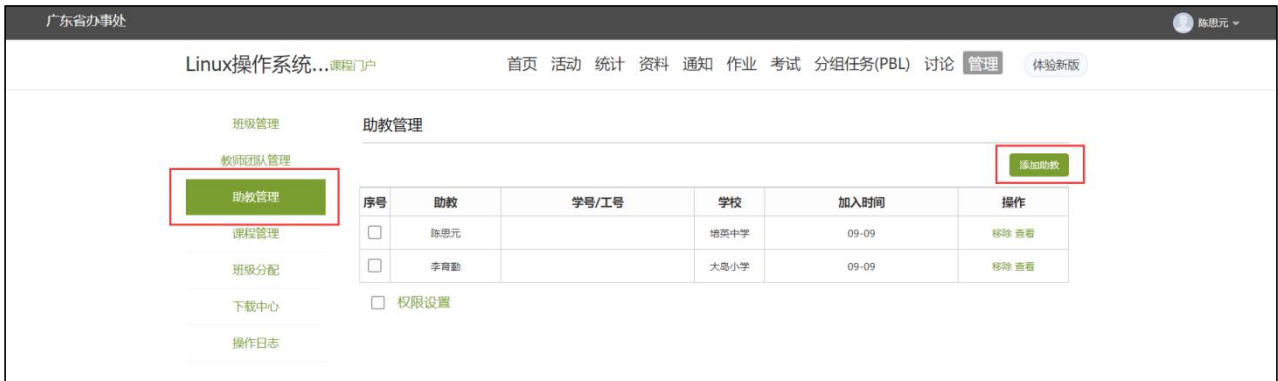 广东省办事处
陈思元
Linux操作系统...课程门户
首页 活动 统计 资料 通知 作业 考试 分组任务(PBL) 讨论 管理 体验新版
班级管理
教师团队管理
助教管理
课程管理
班级分配
下载中心
操作日志
助教管理
添加助教
序号 助教 学号/工号 学校 加入时间 操作
陈思元 培英中学 09-09 移除 查看
李育勤 大岛小学 09-09 移除 查看
权限设置